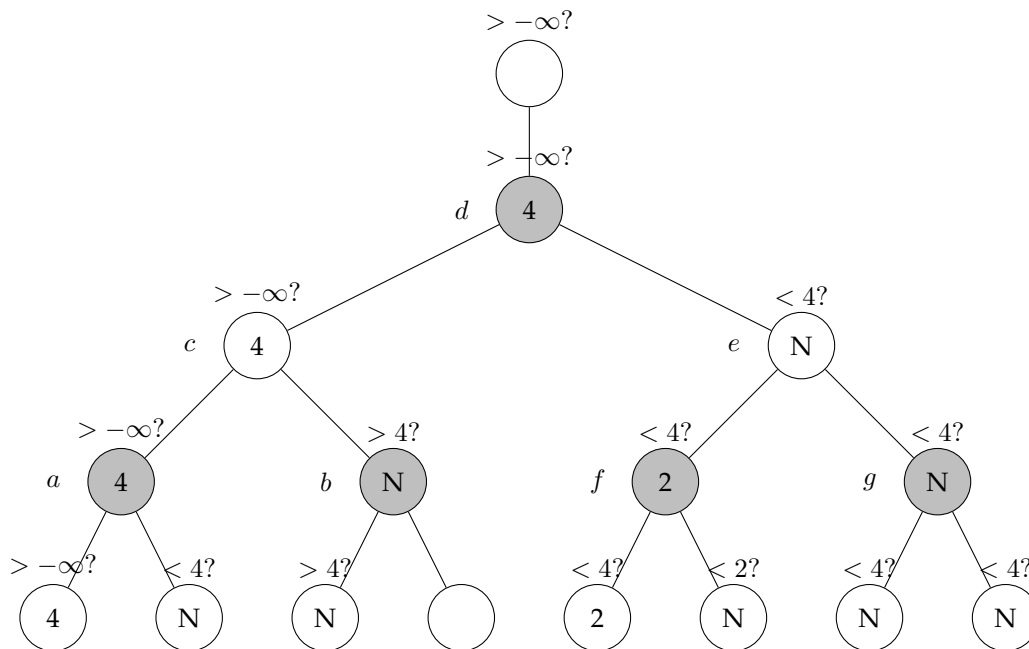 > −∞?
> −∞?
d 4
> −∞? < 4?
c 4 e N
> −∞? > 4? < 4? < 4?
a 4 b N f 2 g N
> −∞? < 4? > 4? < 4? < 2? < 4? < 4?
4 N N 2 N N N